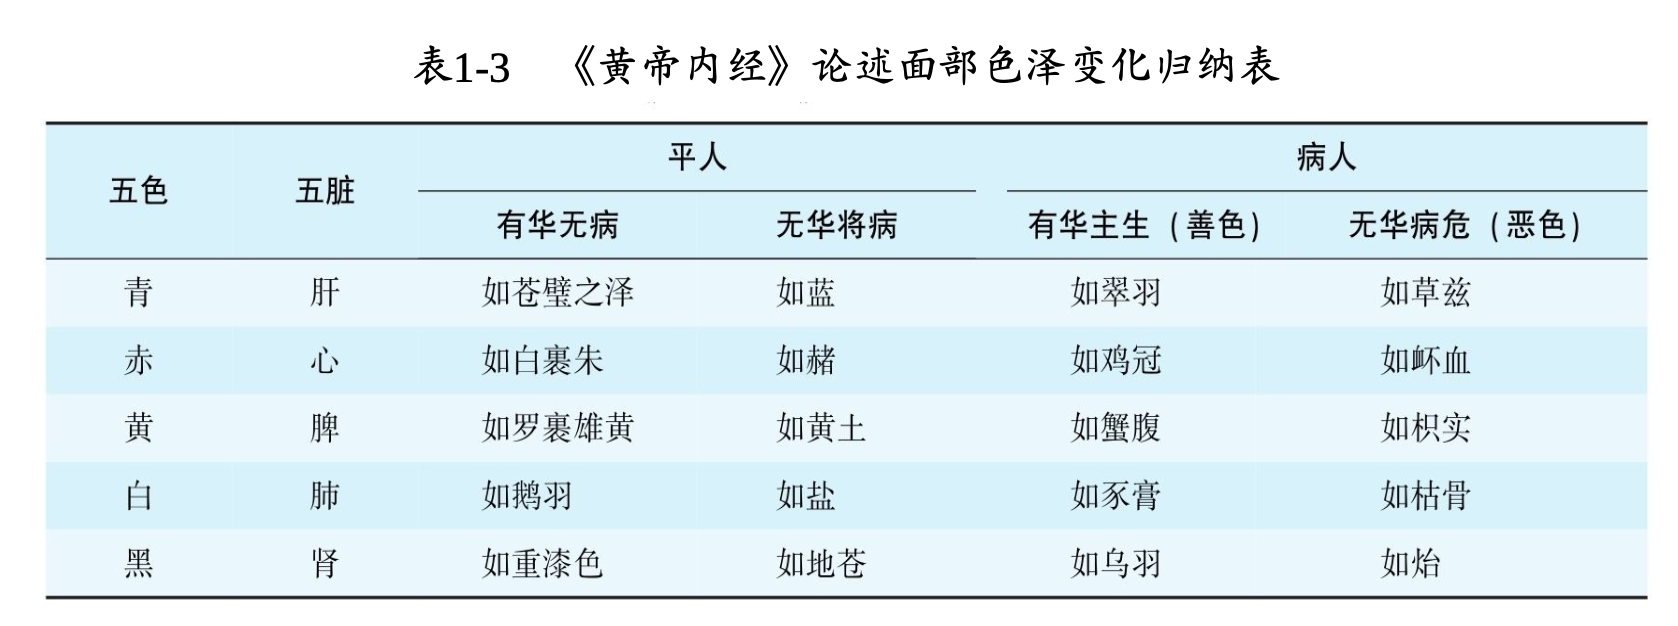 表1-3 《黄帝内经》论述面部色泽变化归纳表
五色 五脏 平人 病人
有华无病 无华将病 有华主生（善色） 无华病危（恶色）
青 肝 如苍璧之泽 如蓝 如翠羽 如草兹
赤 心 如白裹朱 如赭 如鸡冠 如衃血
黄 脾 如罗裹雄黄 如黄土 如蟹腹 如枳实
白 肺 如鹅羽 如盐 如豕膏 如枯骨
黑 肾 如重漆色 如地苍 如乌羽 如炲